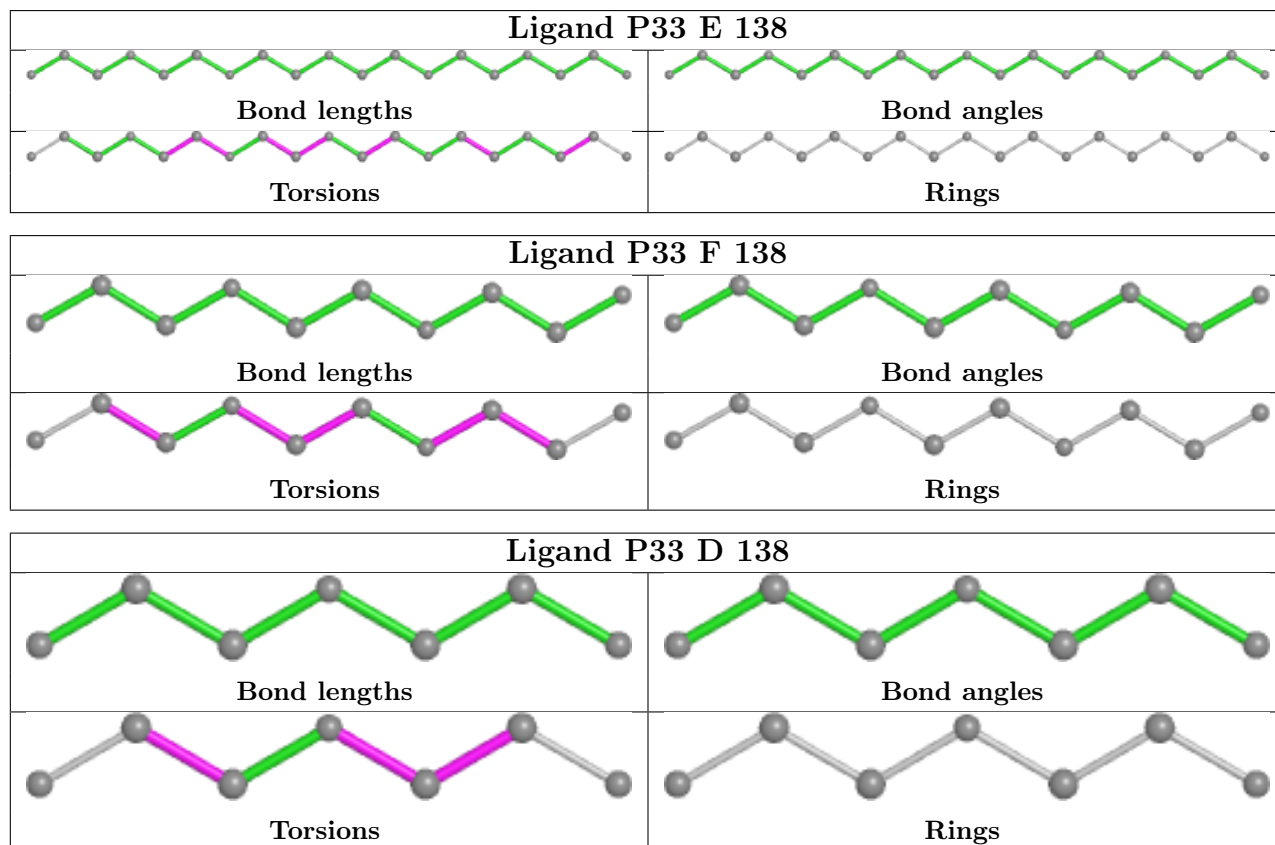 Ligand P33 E 138
Bond lengths Bond angles
Torsions Rings
Ligand P33 F 138
Bond lengths Bond angles
Torsions Rings
Ligand P33 D 138
Bond lengths Bond angles
Torsions Rings